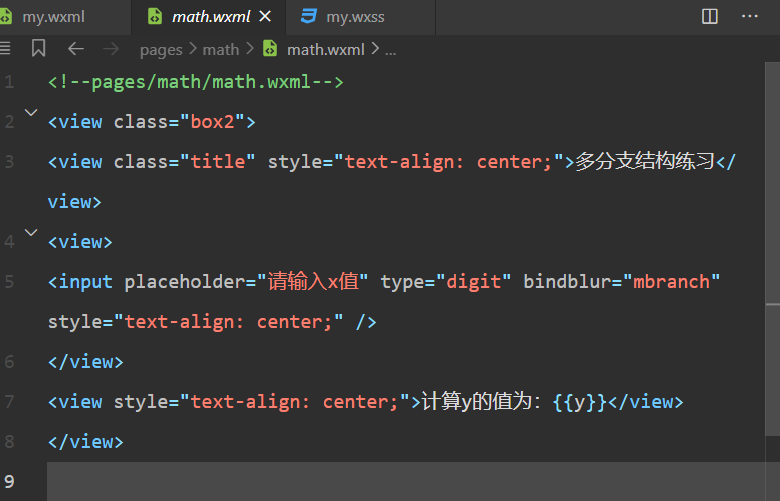 my.wxml math.wxml my.wxss
pages math math.wxml ...
1 <!--pages/math/math.wxml-->
2 <view class="box2">
3 <view class="title" style="text-align: center;">多分支结构练习</
view>
4 <view>
5 <input placeholder="请输入x值" type="digit" bindblur="mbranch"
style="text-align: center;" />
6 </view>
7 <view style="text-align: center;">计算y的值为：{{y}}</view>
8 </view>
9